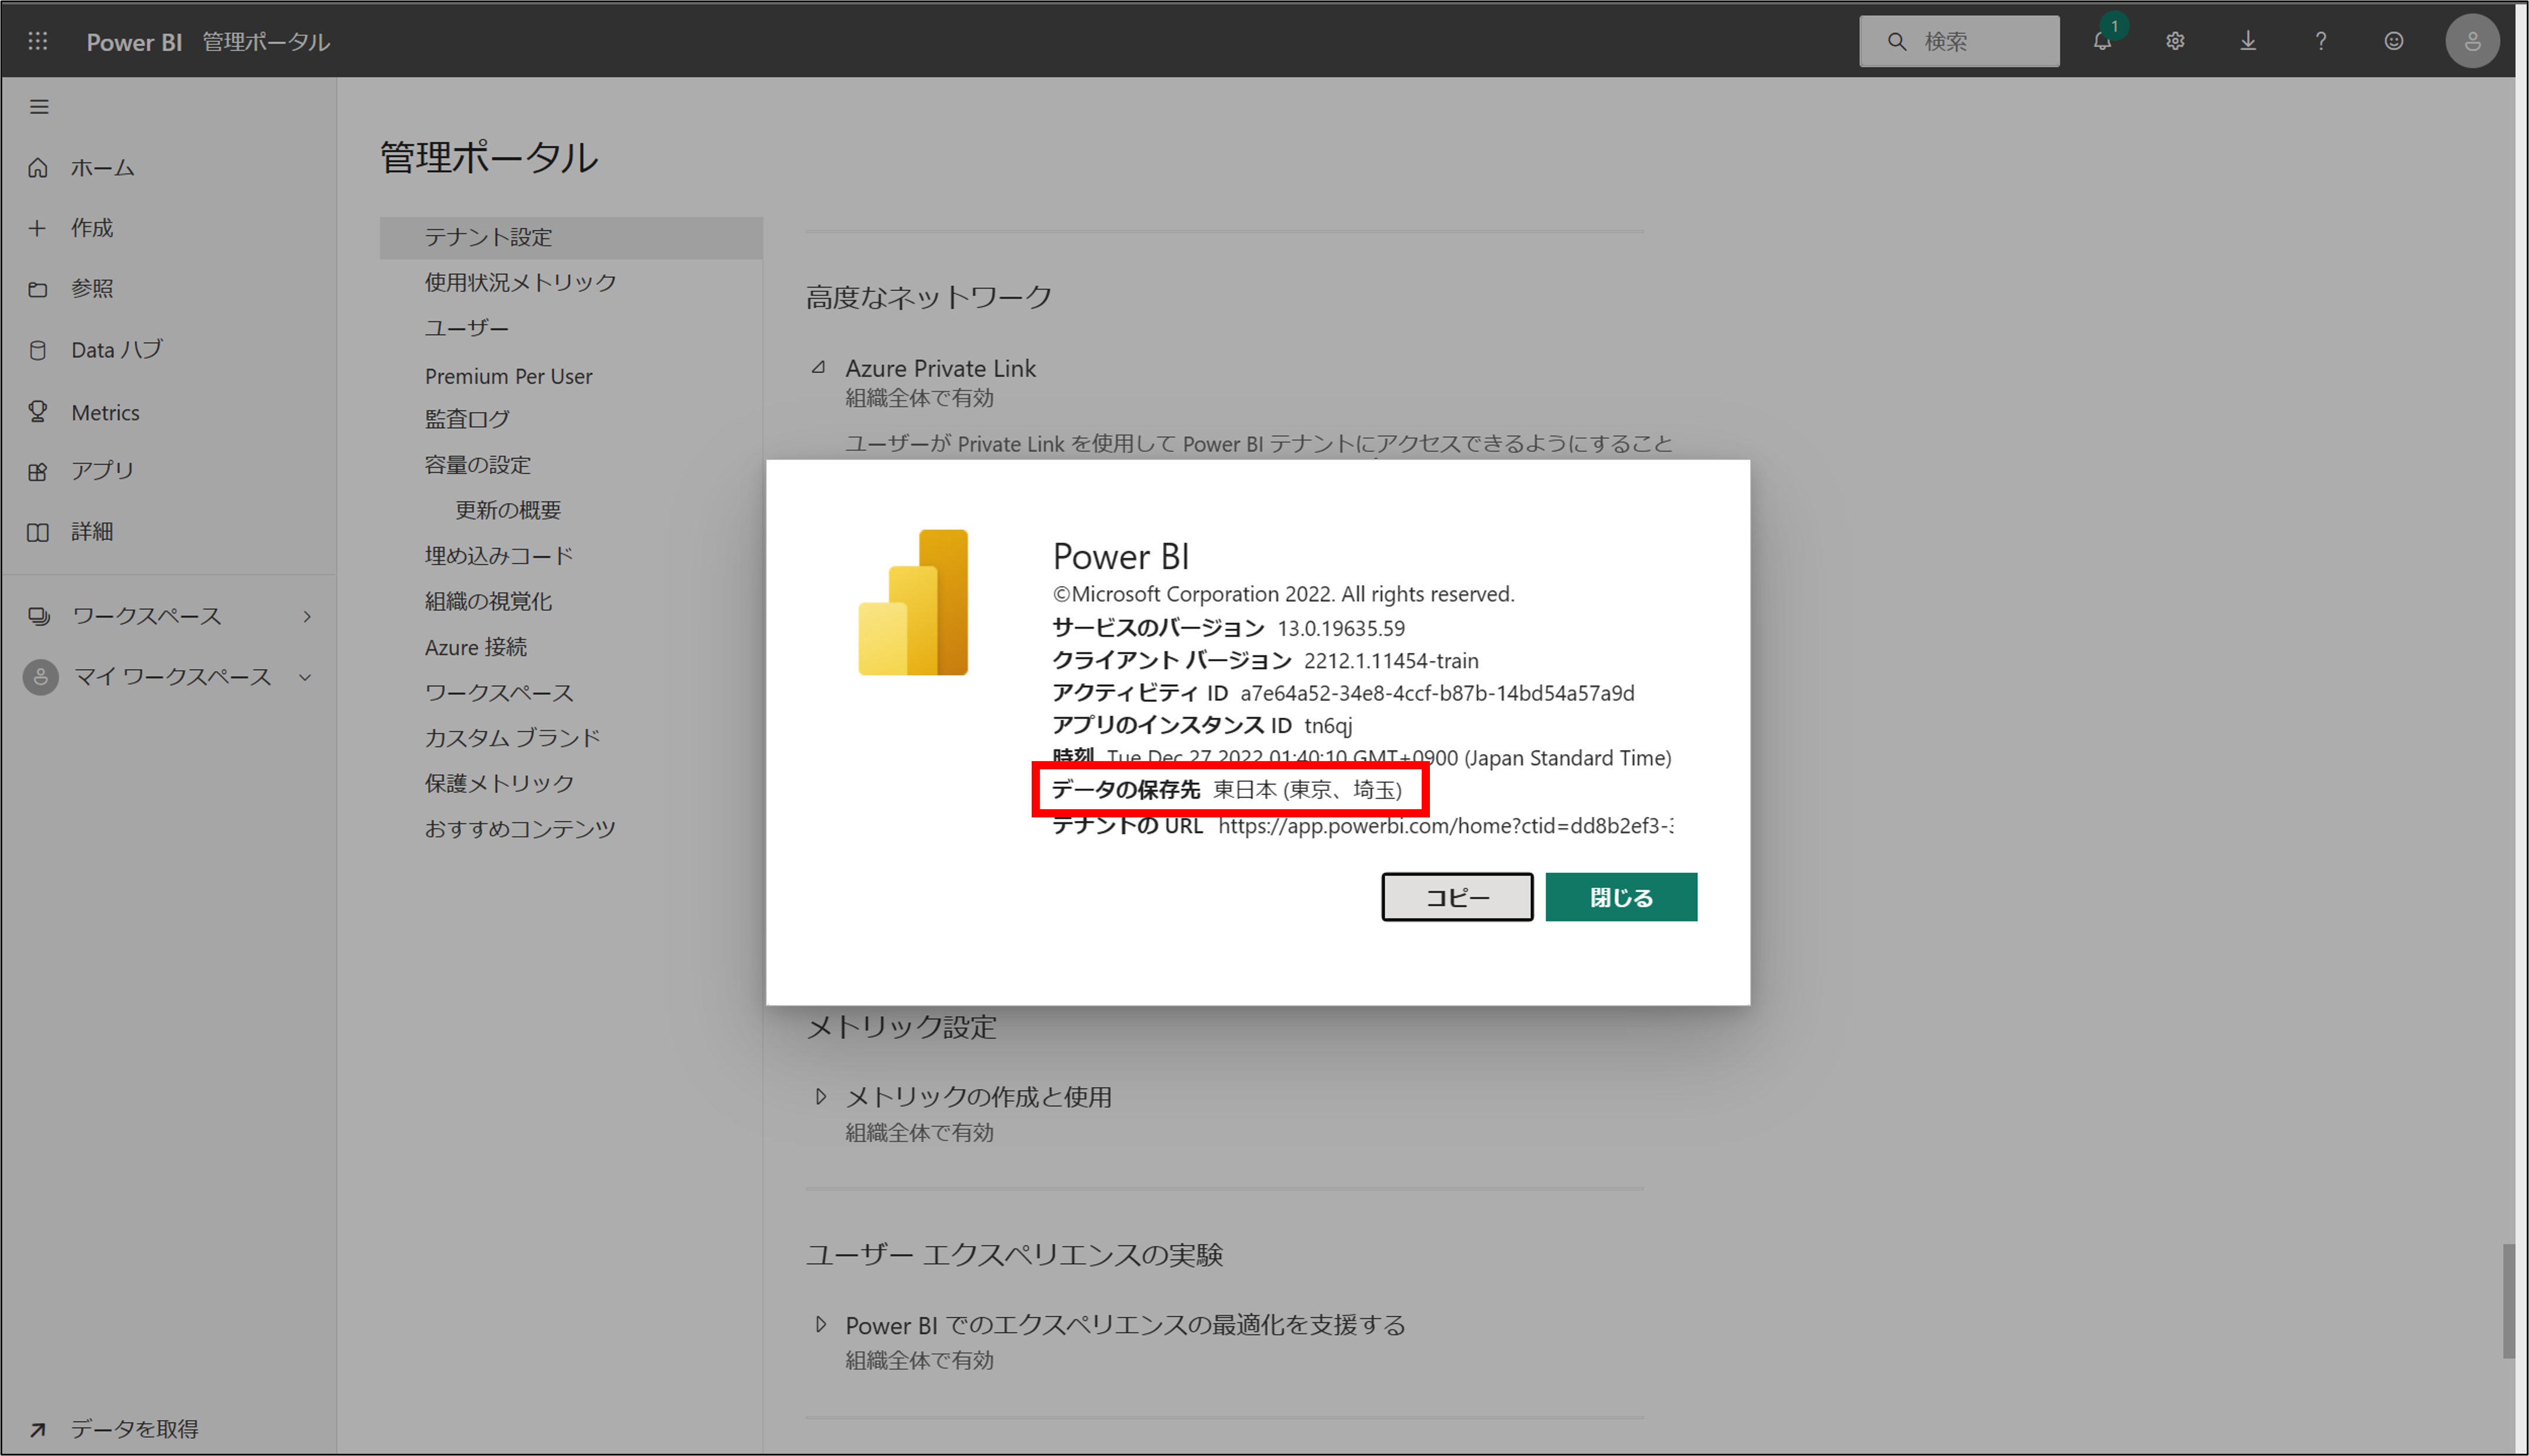 Power BI 管理ポータル
検索
1
ホーム
作成
参照
Data ハブ
Metrics
アプリ
詳細
ワークスペース
マイ ワークスペース
データを取得
管理ポータル
テナント設定
使用状況メトリック
ユーザー
Premium Per User
監査ログ
容量の設定
更新の概要
埋め込みコード
組織の視覚化
Azure 接続
ワークスペース
カスタム ブランド
保護メトリック
おすすめコンテンツ
高度なネットワーク
Azure Private Link
組織全体で有効
ユーザーが Private Link を使用して Power BI テナントにアクセスできるようにすること
Power BI
©Microsoft Corporation 2022. All rights reserved.
サービスのバージョン 13.0.19635.59
クライアント バージョン 2212.1.11454-train
アクティビティ ID a7e64a52-34e8-4ccf-b87b-14bd54a57a9d
アプリのインスタンス ID tn6qj
時刻 Tue Dec 27 2022 01:40:10 GMT+0900 (Japan Standard Time)
データの保存先 東日本 (東京、埼玉)
テナントの URL https://app.powerbi.com/home?ctid=dd8b2ef3-3
コピー
閉じる
メトリック設定
メトリックの作成と使用
組織全体で有効
ユーザー エクスペリエンスの実験
Power BI でのエクスペリエンスの最適化を支援する
組織全体で有効